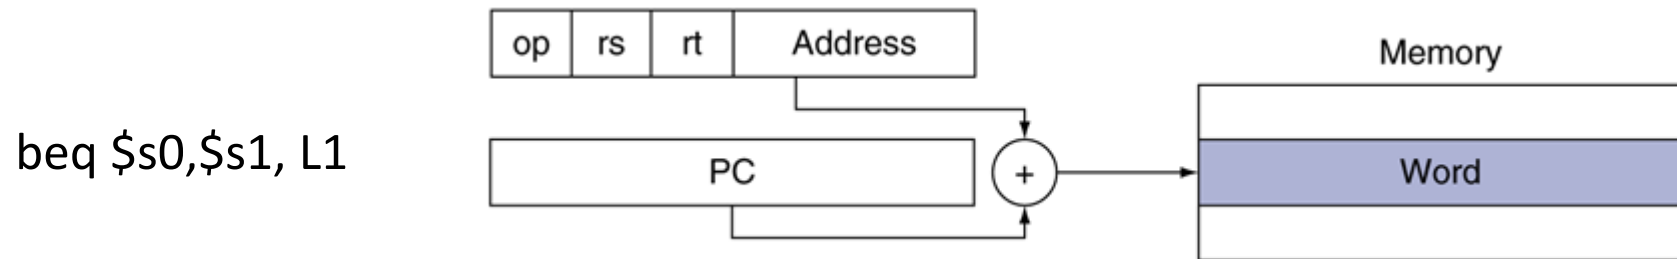 op rs rt Address
Memory
beq $s0,$s1, L1
PC
+
Word